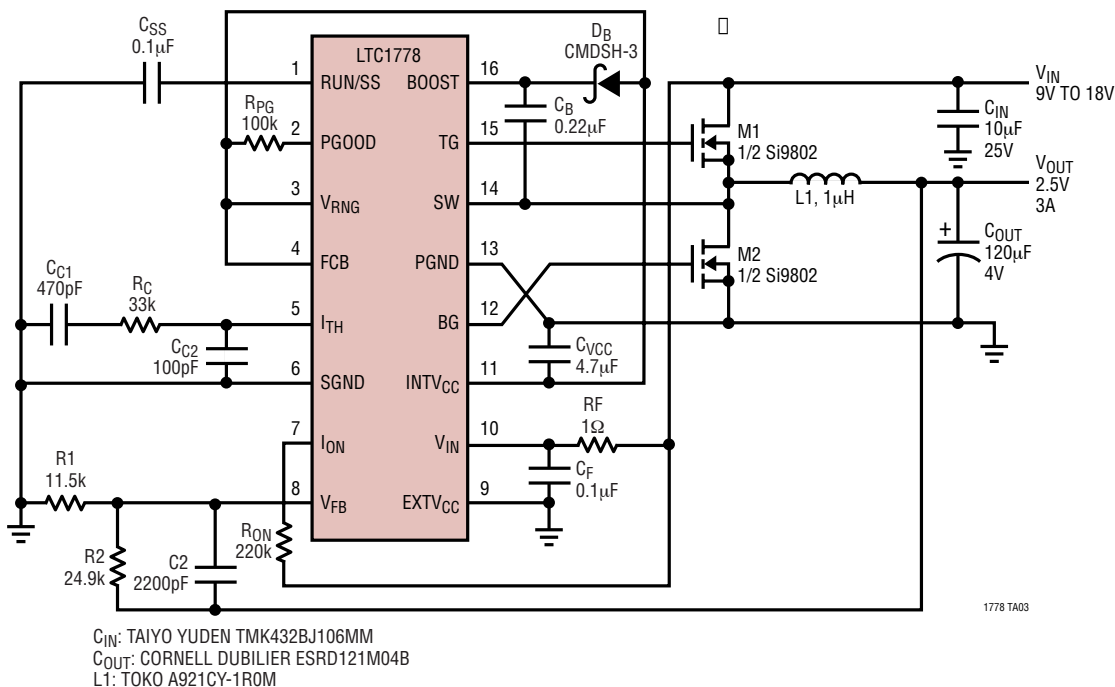 CSS
0.1µF
LTC1778
DB
CMDSH-3
1
RUN/SS
BOOST
16
VIN
9V TO 18V
RPG
100k
CB
0.22µF
CIN
10µF
25V
2
PGOOD
TG
15
M1
1/2 Si9802
VOUT
2.5V
3A
3
VRNG
SW
14
L1, 1µH
4
FCB
PGND
13
M2
1/2 Si9802
+
COUT
120µF
4V
CC1
470pF
RC
33k
5
ITH
BG
12
CC2
100pF
CVCC
4.7µF
6
SGND
INTVCC
11
RF
1Ω
7
ION
VIN
10
R1
11.5k
CF
0.1µF
8
VFB
EXTVCC
9
RON
220k
R2
24.9k
C2
2200pF
1778 TA03
CIN: TAIYO YUDEN TMK432BJ106MM
COUT: CORNELL DUBILIER ESRD121M04B
L1: TOKO A921CY-1R0M